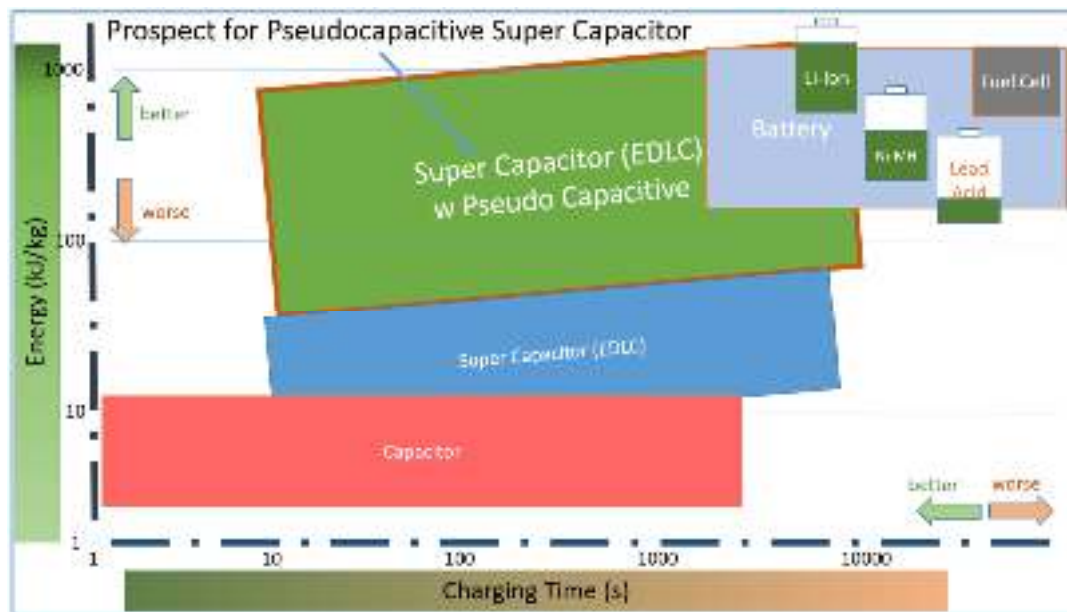 Prospect for Pseudocapacitive Super Capacitor
1000
better
worse
100
10
1
Energy (kJ/kg)
Li-Ion
Fuel Cell
Battery
Ni MH
Lead
Acid
Super Capacitor (EDLC)
w Pseudo Capacitive
Super Capacitor (EDLC)
Capacitor
better
worse
1
10
100
1000
10000
Charging Time (s)